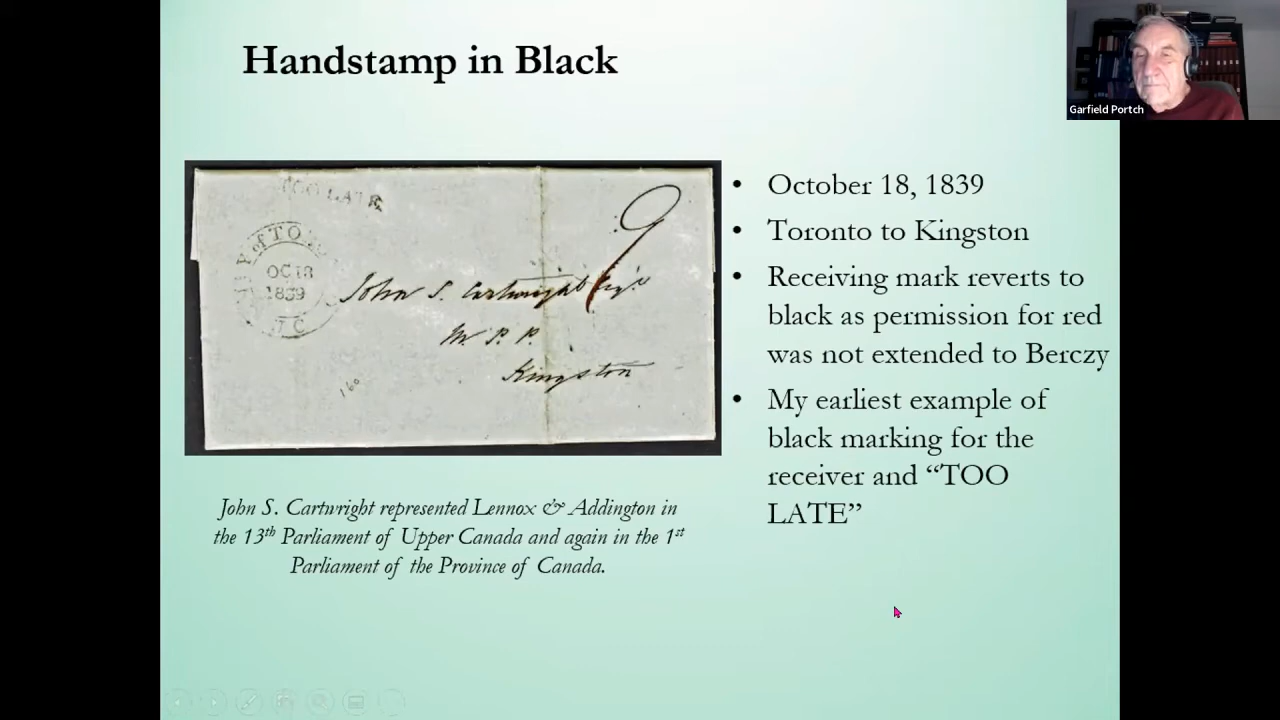 Handstamp in Black
Garfield Portch
TOO LATE
OC 18
1839
John S. Cartwright Esqr
M. P. P.
Kingston
160
• October 18, 1839
• Toronto to Kingston
• Receiving mark reverts to
black as permission for red
was not extended to Berczy
• My earliest example of
black marking for the
receiver and “TOO
LATE”
John S. Cartwright represented Lennox & Addington in
the 13th Parliament of Upper Canada and again in the 1st
Parliament of the Province of Canada.